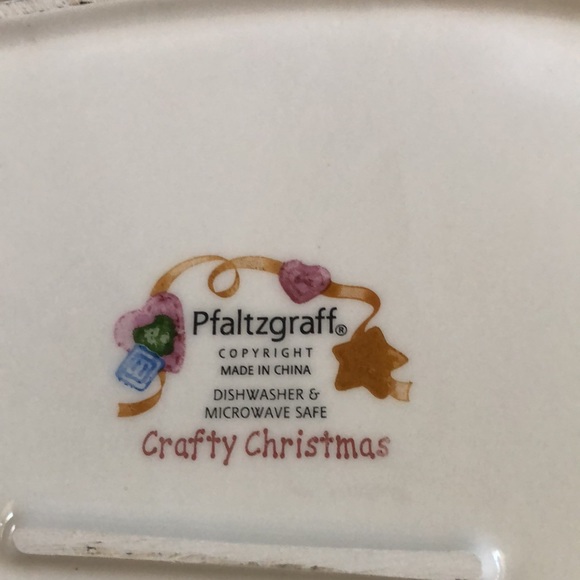 Pfaltzgraff®
COPYRIGHT
MADE IN CHINA
DISHWASHER &
MICROWAVE SAFE
Crafty Christmas